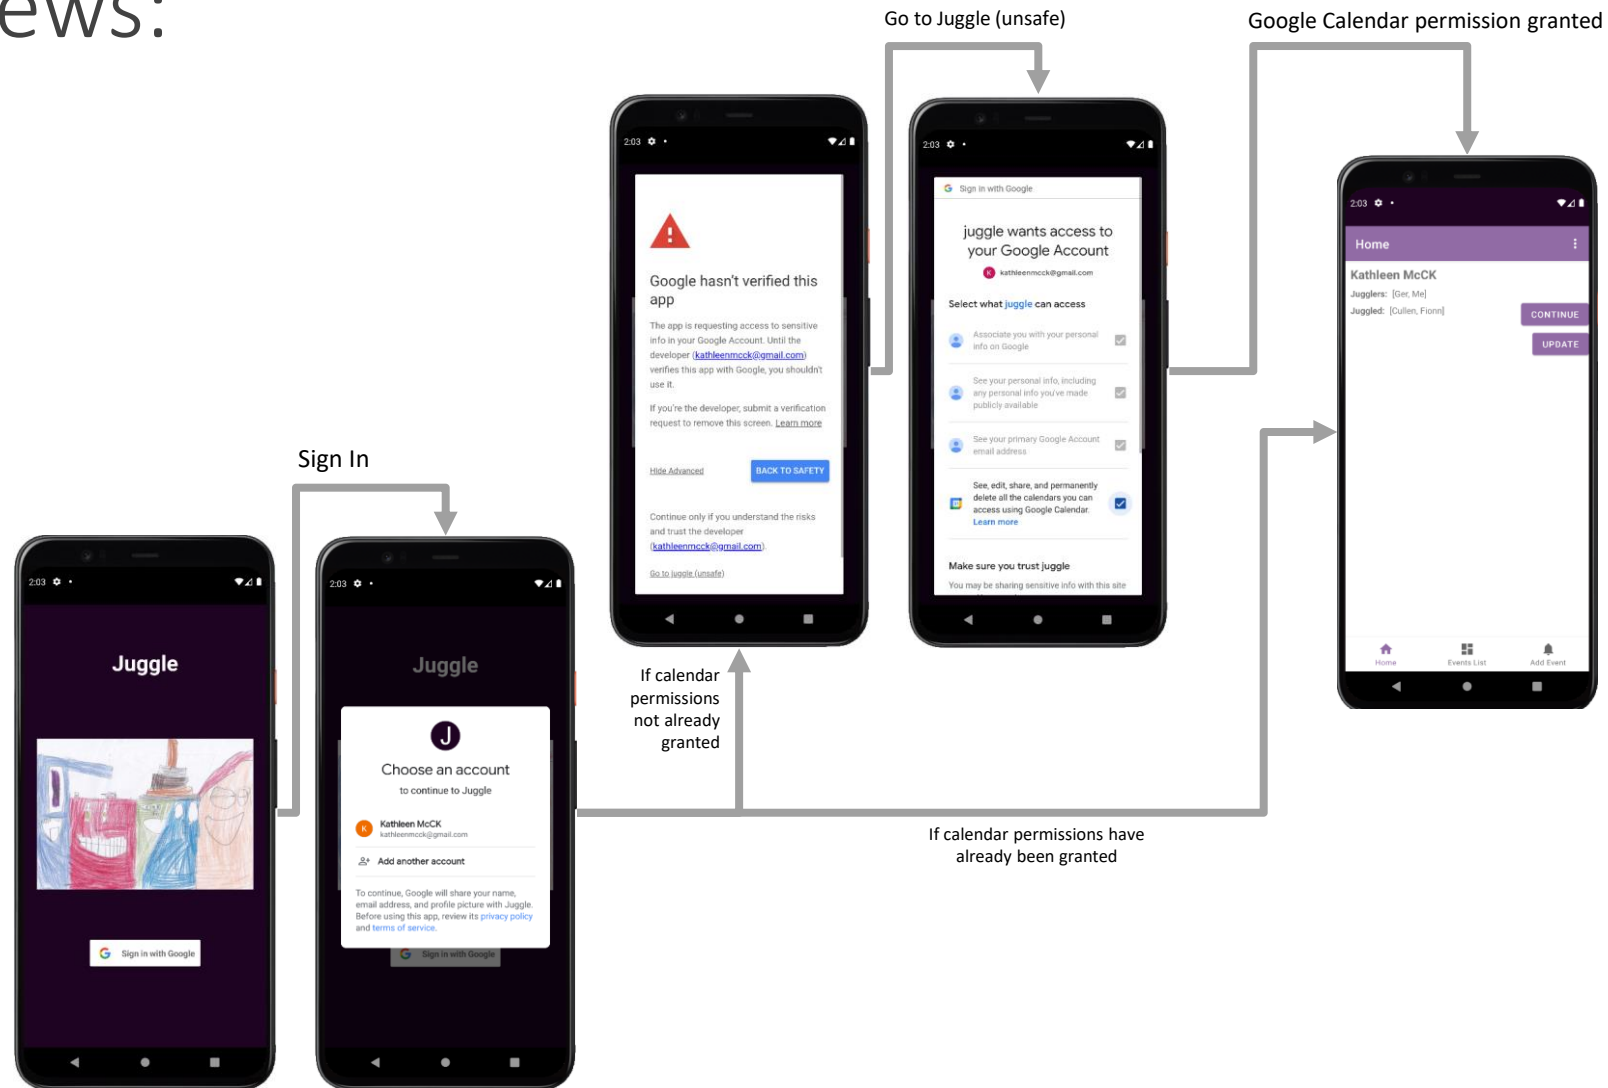 ews:
Go to Juggle (unsafe)
Google Calendar permission granted
Sign In
If calendar
permissions
not already
granted
If calendar permissions have
already been granted
2:03
Juggle
Sign in with Google
2:03
Juggle
J
Choose an account
to continue to Juggle
K
Kathleen McCK
kathleenmcck@gmail.com
Add another account
To continue, Google will share your name,
email address, and profile picture with Juggle.
Before using this app, review its privacy policy
and terms of service.
Sign in with Google
2:03
Google hasn't verified this
app
The app is requesting access to sensitive
info in your Google Account. Until the
developer (kathleenmcck@gmail.com)
verifies this app with Google, you shouldn't
use it.
If you're the developer, submit a verification
request to remove this screen. Learn more
Hide Advanced
BACK TO SAFETY
Continue only if you understand the risks
and trust the developer
(kathleenmcck@gmail.com).
Go to juggle (unsafe)
2:03
Sign in with Google
juggle wants access to
your Google Account
K
kathleenmcck@gmail.com
Select what juggle can access
Associate you with your personal
info on Google
See your personal info, including
any personal info you've made
publicly available
See your primary Google Account
email address
See, edit, share, and permanently
delete all the calendars you can
access using Google Calendar.
Learn more
Make sure you trust juggle
You may be sharing sensitive info with this site
2:03
Home
Kathleen McCK
Jugglers: [Ger, Me]
Juggled: [Cullen, Fionn]
CONTINUE
UPDATE
Home
Events List
Add Event